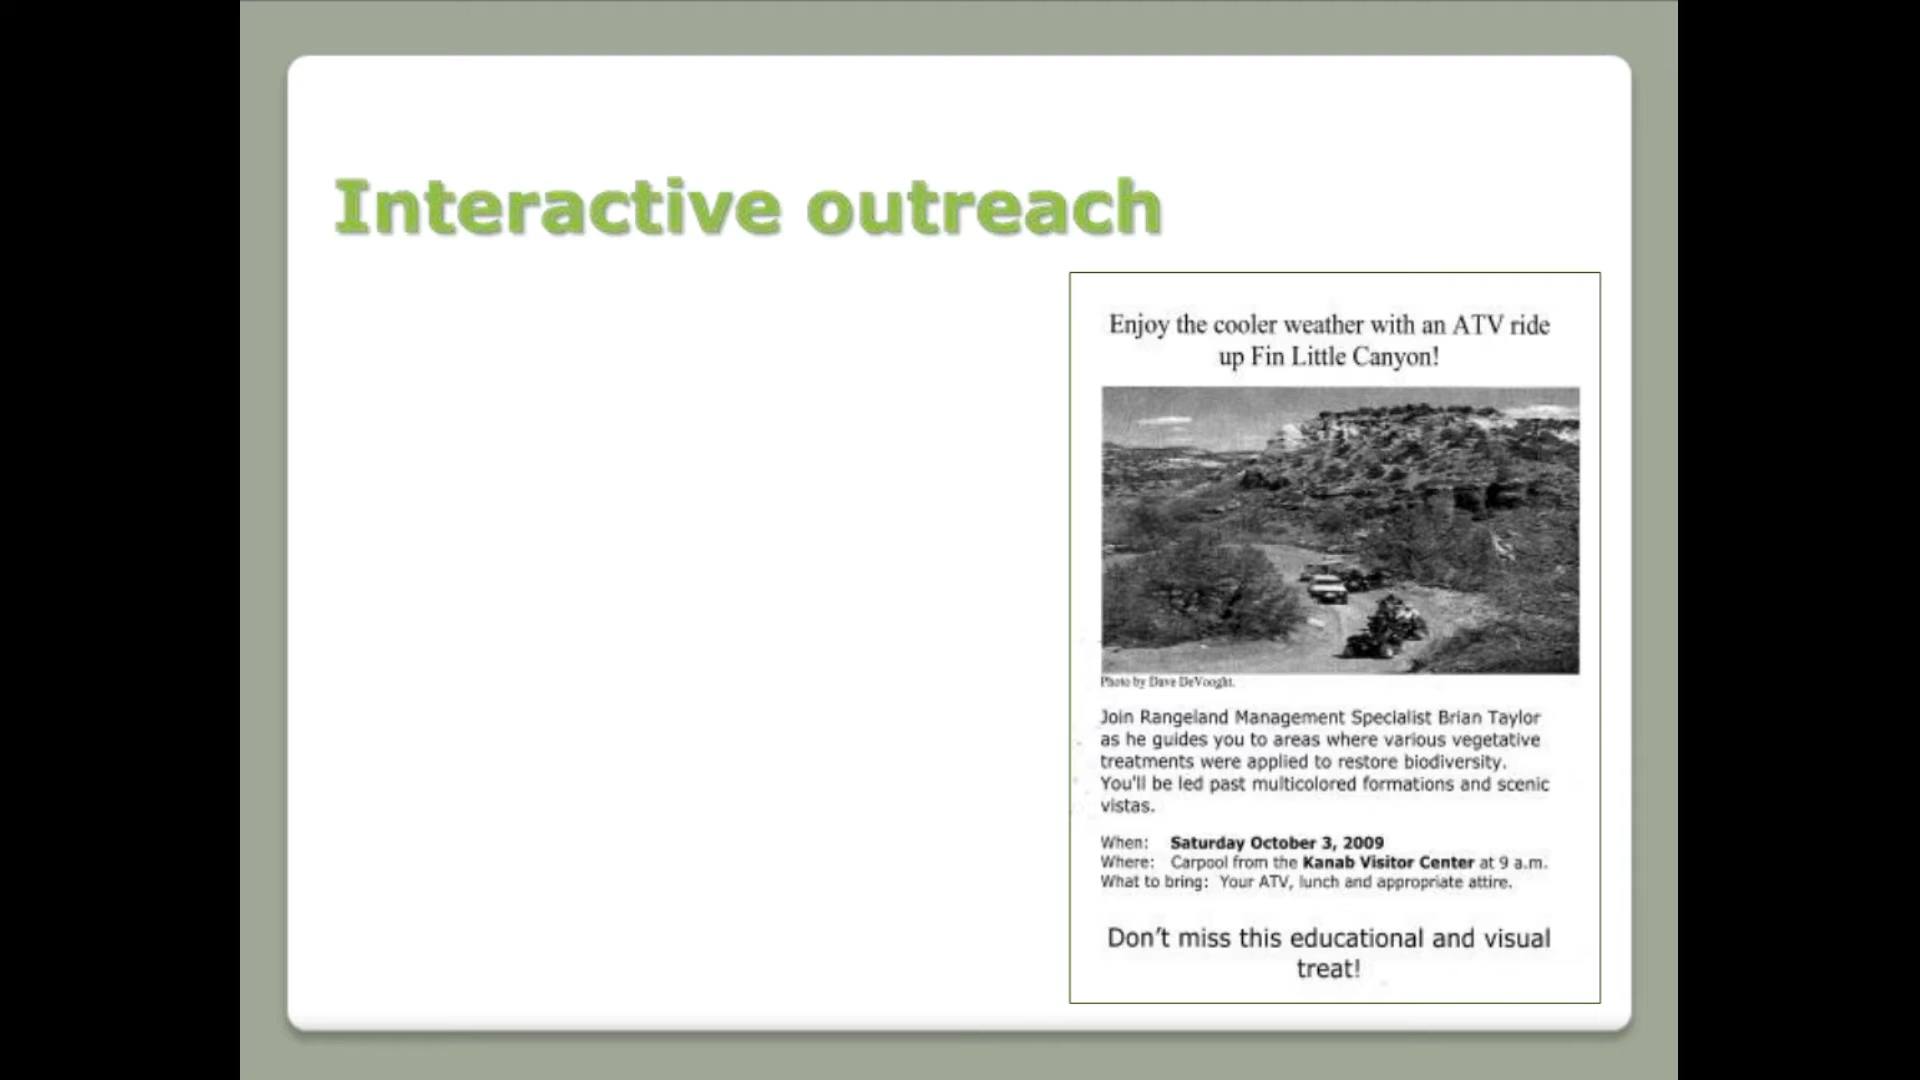 Interactive outreach
Enjoy the cooler weather with an ATV ride
up Fin Little Canyon!
Photo by Dave DeVooght.
Join Rangeland Management Specialist Brian Taylor
as he guides you to areas where various vegetative
treatments were applied to restore biodiversity.
You'll be led past multicolored formations and scenic
vistas.
When: Saturday October 3, 2009
Where: Carpool from the Kanab Visitor Center at 9 a.m.
What to bring: Your ATV, lunch and appropriate attire.
Don't miss this educational and visual
treat!